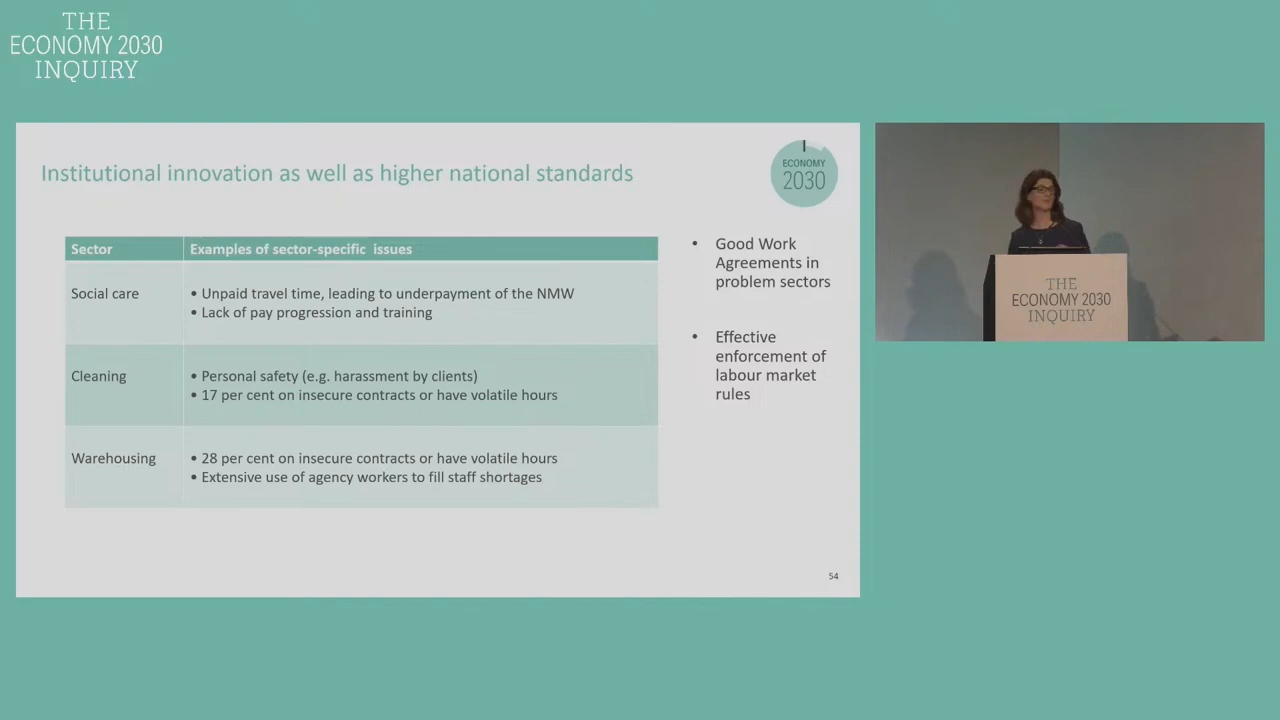 THE
ECONOMY 2030
INQUIRY
Institutional innovation as well as higher national standards
ECONOMY
2030
Sector Examples of sector-specific issues
Social care
• Unpaid travel time, leading to underpayment of the NMW
• Lack of pay progression and training
Cleaning
• Personal safety (e.g. harassment by clients)
• 17 per cent on insecure contracts or have volatile hours
Warehousing
• 28 per cent on insecure contracts or have volatile hours
• Extensive use of agency workers to fill staff shortages
• Good Work
Agreements in
problem sectors
• Effective
enforcement of
labour market
rules
54
THE
ECONOMY 2030
INQUIRY